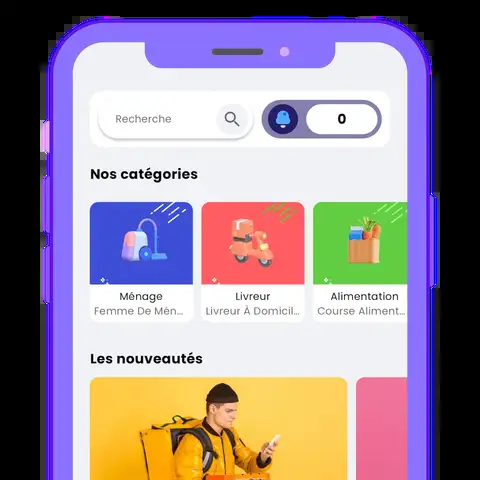 Recherche
0
Nos catégories
Ménage
Livreur
Alimentation
Femme De Mén...
Livreur À Domicil...
Course Aliment...
Les nouveautés